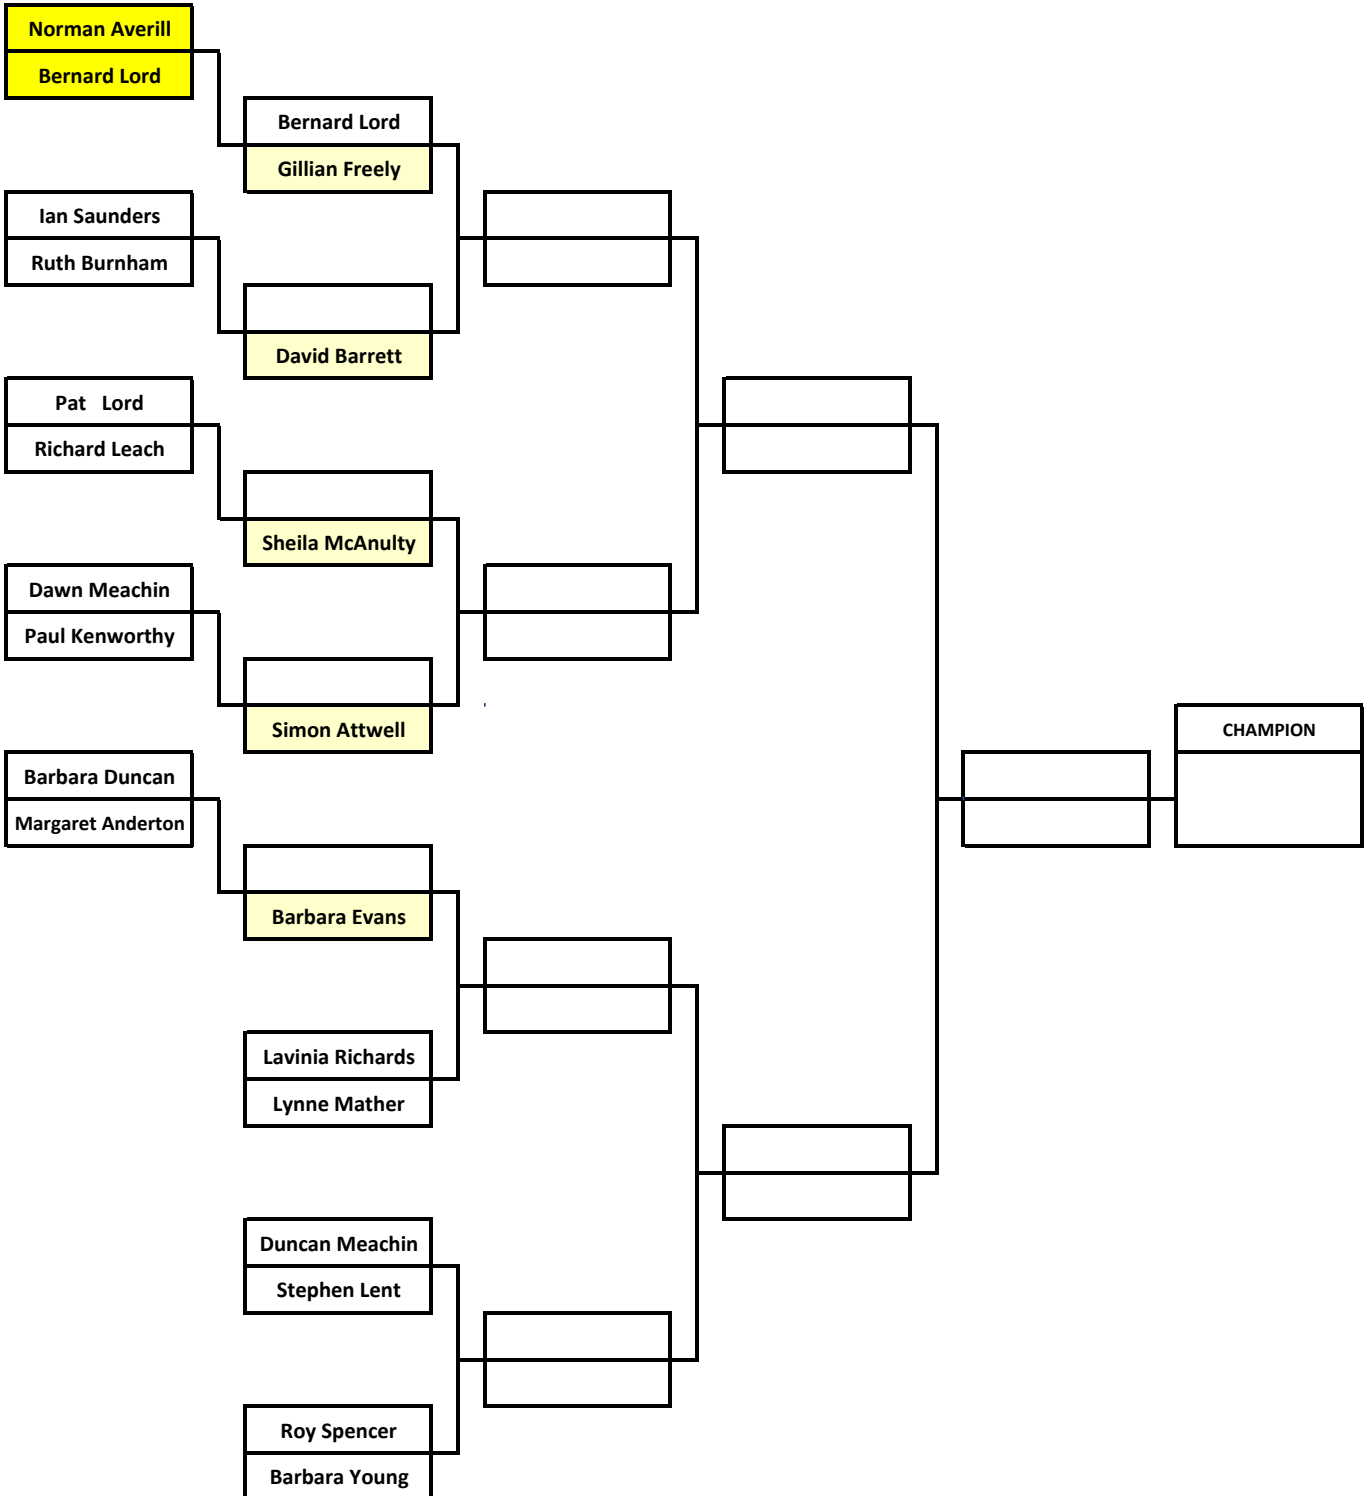 Norman Averill
Bernard Lord
Bernard Lord
Gillian Freely
Ian Saunders
Ruth Burnham
David Barrett
Pat Lord
Richard Leach
Sheila McAnulty
Dawn Meachin
Paul Kenworthy
Simon Attwell
CHAMPION
Barbara Duncan
Margaret Anderton
Barbara Evans
Lavinia Richards
Lynne Mather
Duncan Meachin
Stephen Lent
Roy Spencer
Barbara Young